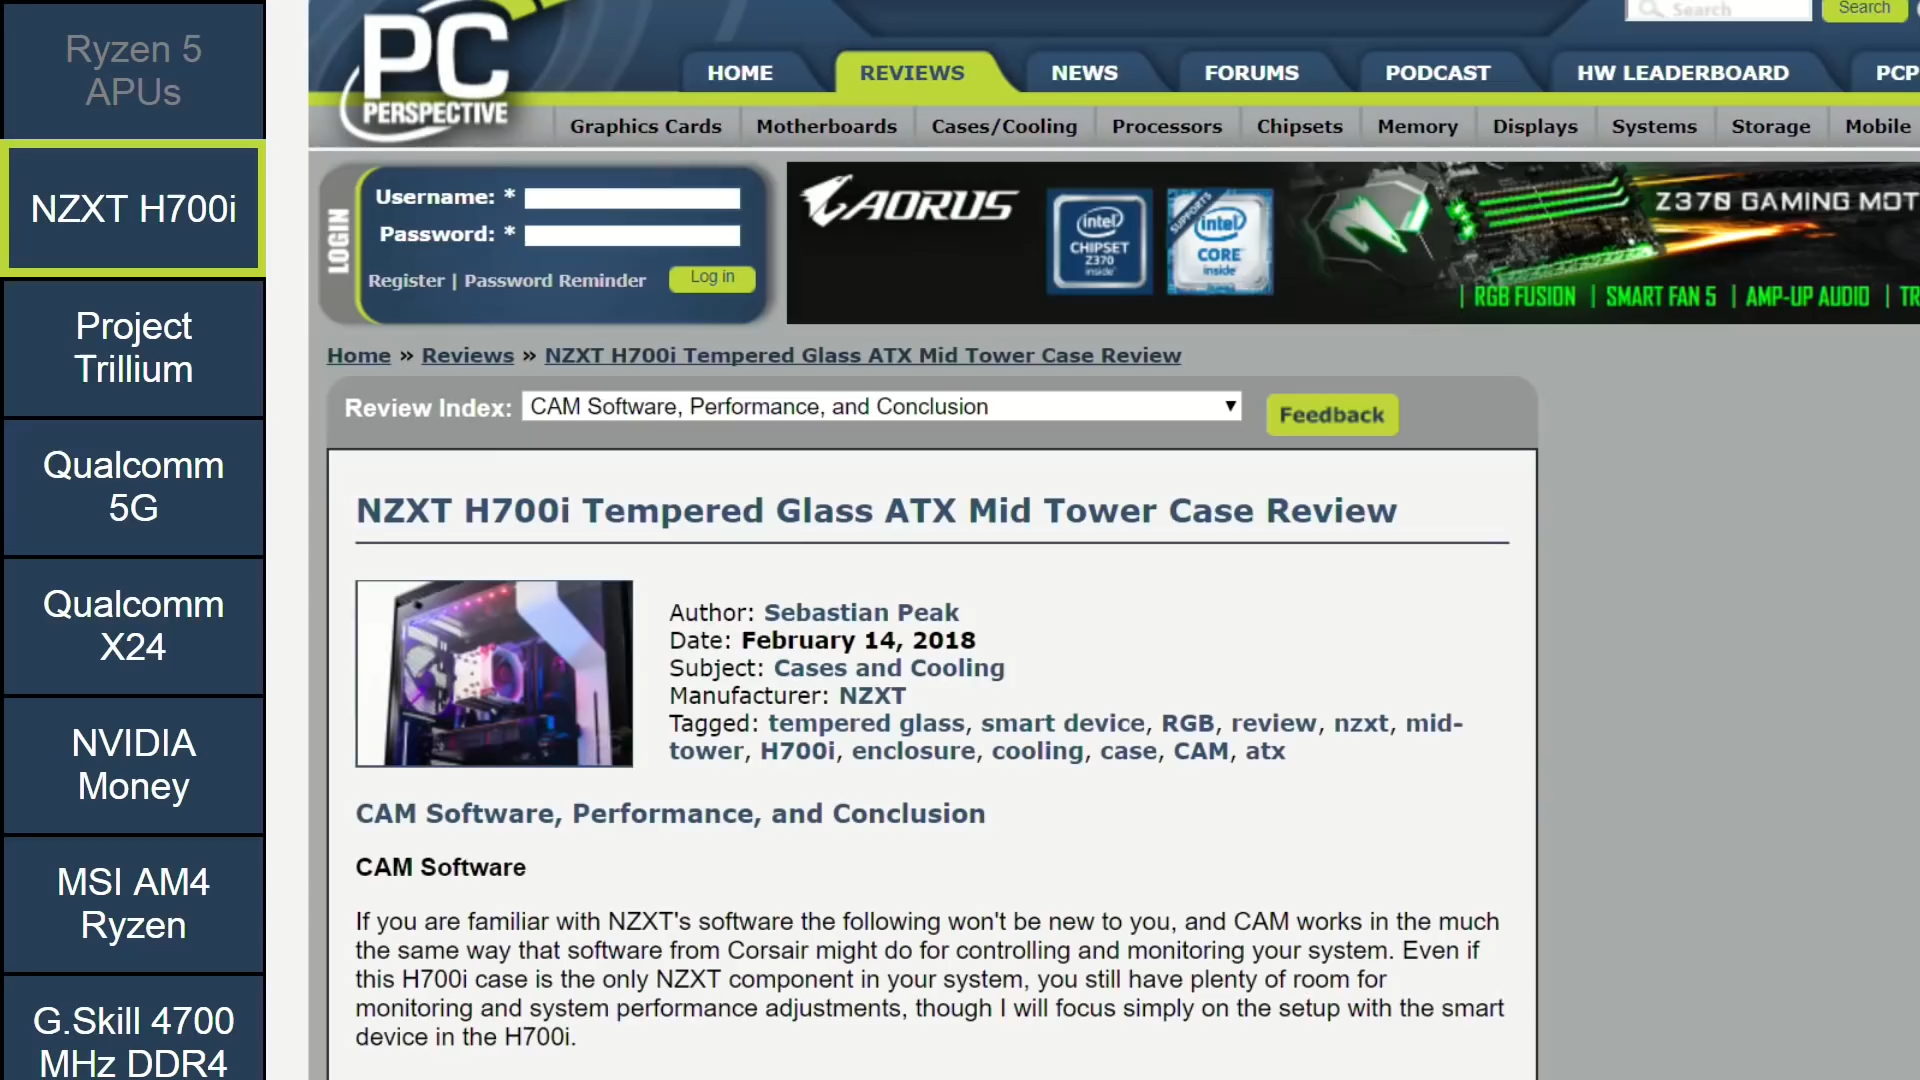 Ryzen 5
APUs
NZXT H700i
Project
Trillium
Qualcomm
5G
Qualcomm
X24
NVIDIA
Money
MSI AM4
Ryzen
G.Skill 4700
MHz DDR4
PC
PERSPECTIVE
Search
Search
HOME
REVIEWS
NEWS
FORUMS
PODCAST
HW LEADERBOARD
PCP
Graphics Cards
Motherboards
Cases/Cooling
Processors
Chipsets
Memory
Displays
Systems
Storage
Mobile
LOGIN
Username: *
Password: *
Register | Password Reminder
Log in
AORUS
intel
CHIPSET
Z370
inside
SUPPORTS
intel
CORE
inside
Z370 GAMING MOT
| RGB FUSION | SMART FAN 5 | AMP-UP AUDIO | TR
Home » Reviews » NZXT H700i Tempered Glass ATX Mid Tower Case Review
Review Index: CAM Software, Performance, and Conclusion
Feedback
NZXT H700i Tempered Glass ATX Mid Tower Case Review
Author: Sebastian Peak
Date: February 14, 2018
Subject: Cases and Cooling
Manufacturer: NZXT
Tagged: tempered glass, smart device, RGB, review, nzxt, mid-
tower, H700i, enclosure, cooling, case, CAM, atx
CAM Software, Performance, and Conclusion
CAM Software
If you are familiar with NZXT's software the following won't be new to you, and CAM works in the much
the same way that software from Corsair might do for controlling and monitoring your system. Even if
this H700i case is the only NZXT component in your system, you still have plenty of room for
monitoring and system performance adjustments, though I will focus simply on the setup with the smart
device in the H700i.